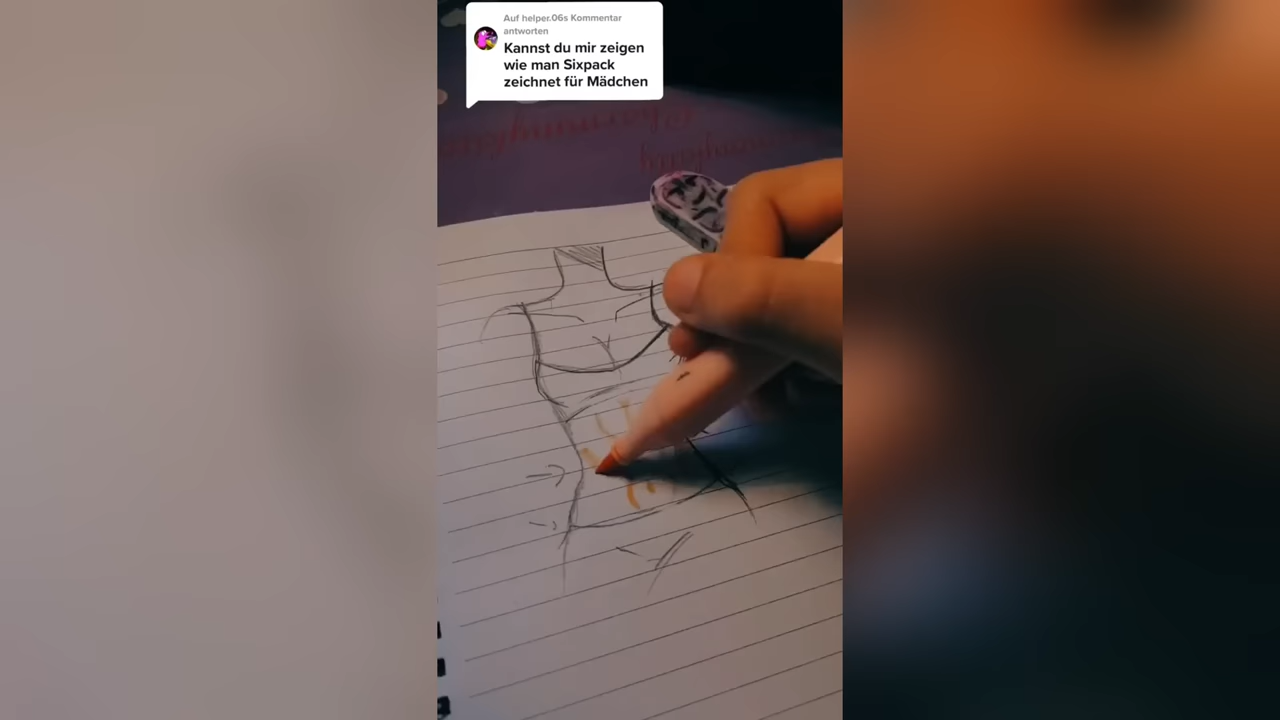 Auf helper.06s Kommentar
antworten
Kannst du mir zeigen
wie man Sixpack
zeichnet für Mädchen